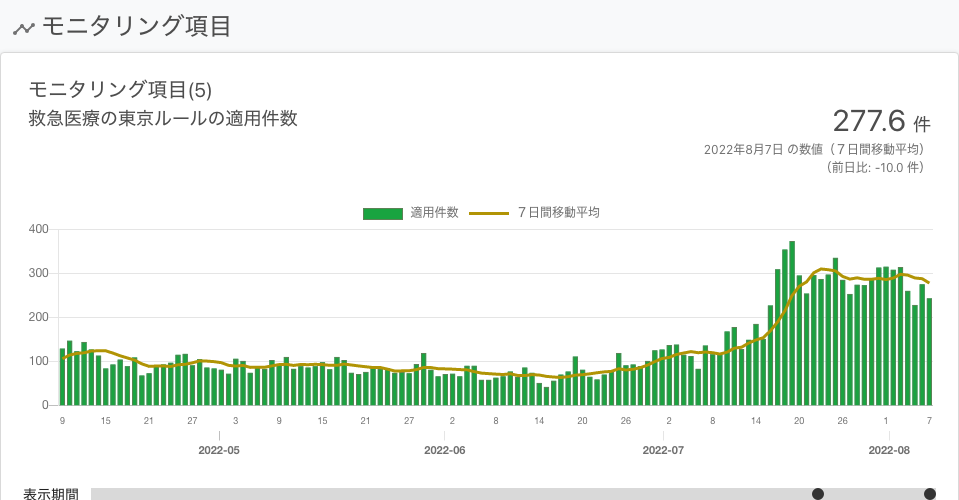 モニタリング項目
モニタリング項目(5)
救急医療の東京ルールの適用件数
277.6 件
2022年8月7日 の数値（７日間移動平均）
（前日比: -10.0 件）
適用件数 ７日間移動平均
400
300
200
100
0
9 15 21 27 3 9 15 21 27 2 8 14 20 26 2 8 14 20 26 1 7
2022-05 2022-06 2022-07 2022-08
表示期間